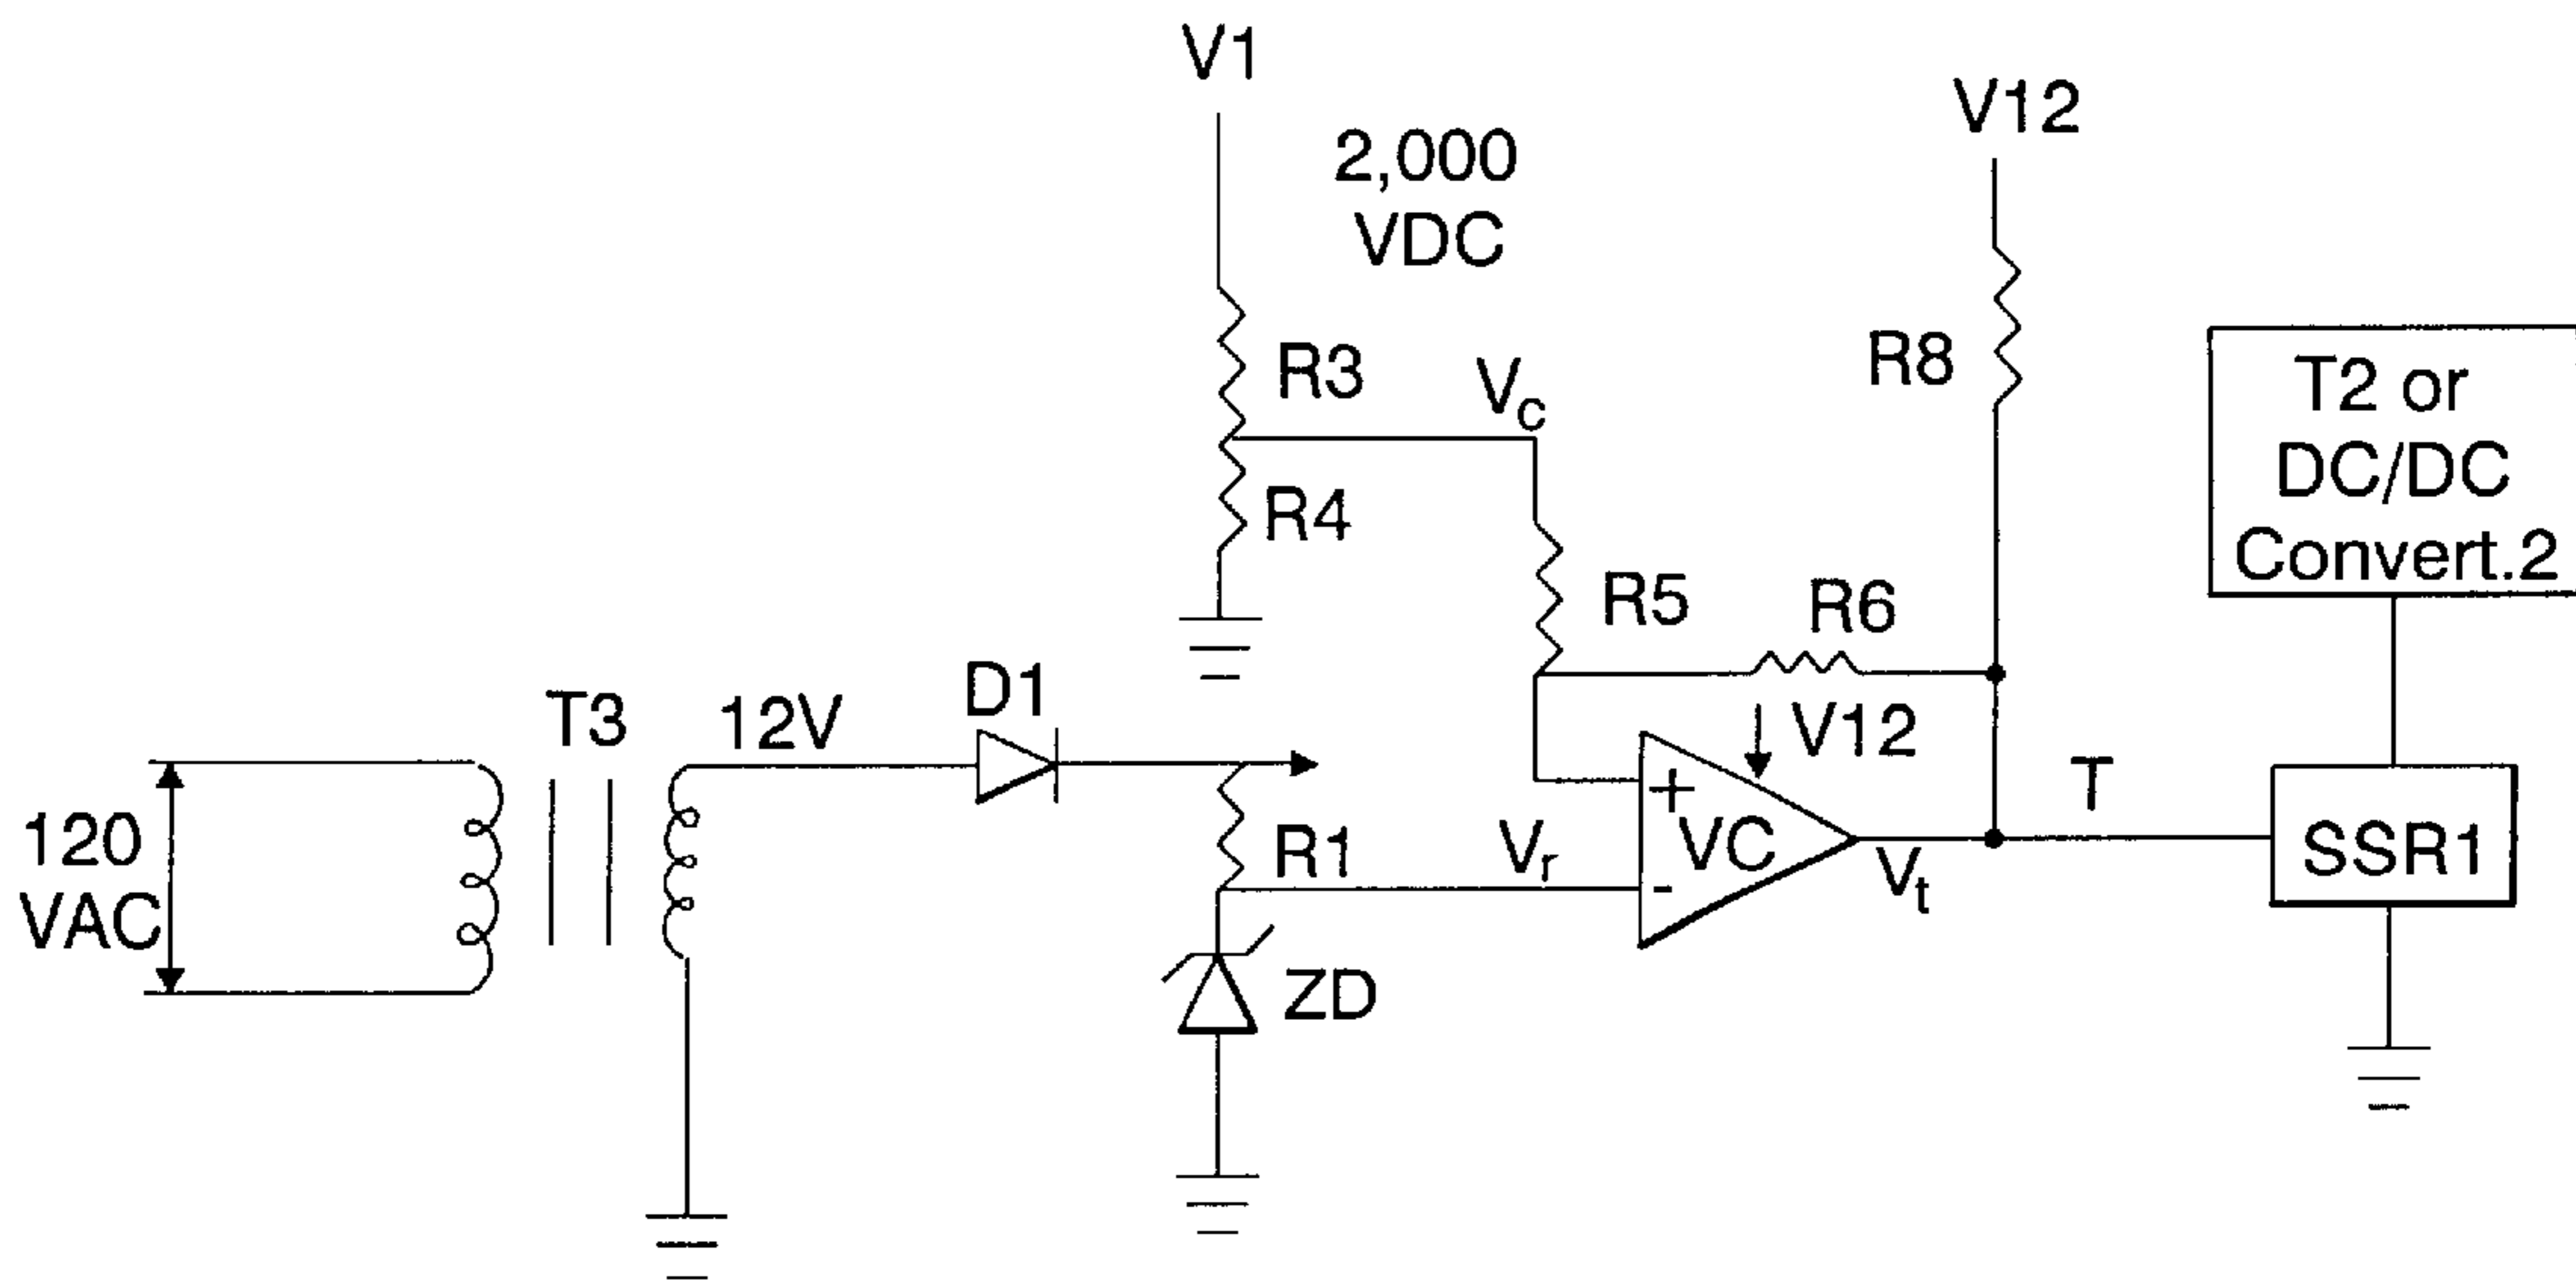 V1
2,000
VDC
V12
R3
Vc
R8
T2 or
DC/DC
Convert.2
R4
R5
R6
T3
12V
D1
V12
120
VAC
R1
Vr
+
VC
-
Vt
T
SSR1
ZD